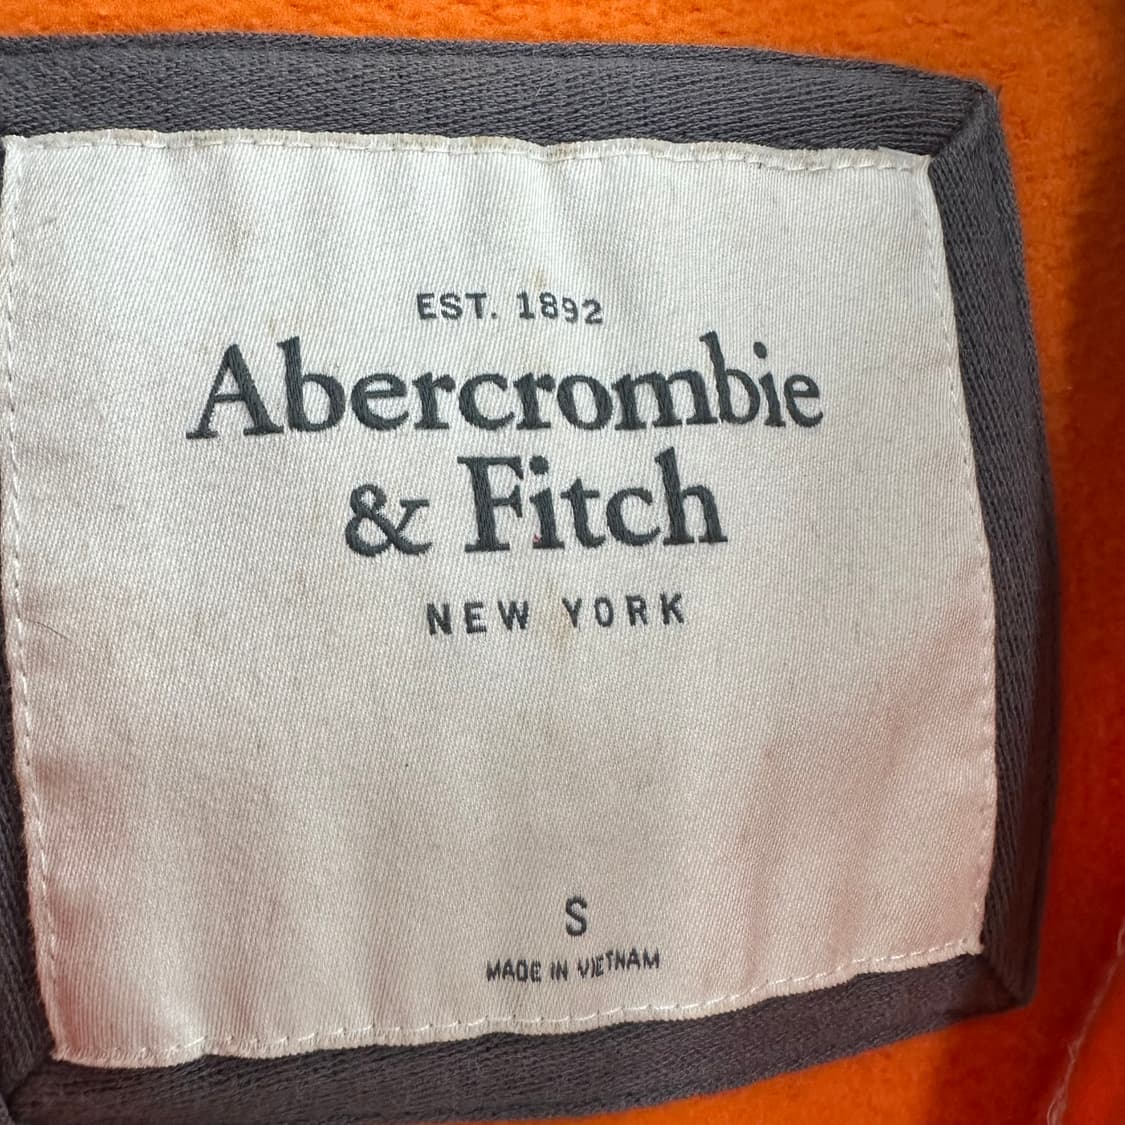 EST. 1892
Abercrombie
& Fitch
NEW YORK
S
MADE IN VIETNAM